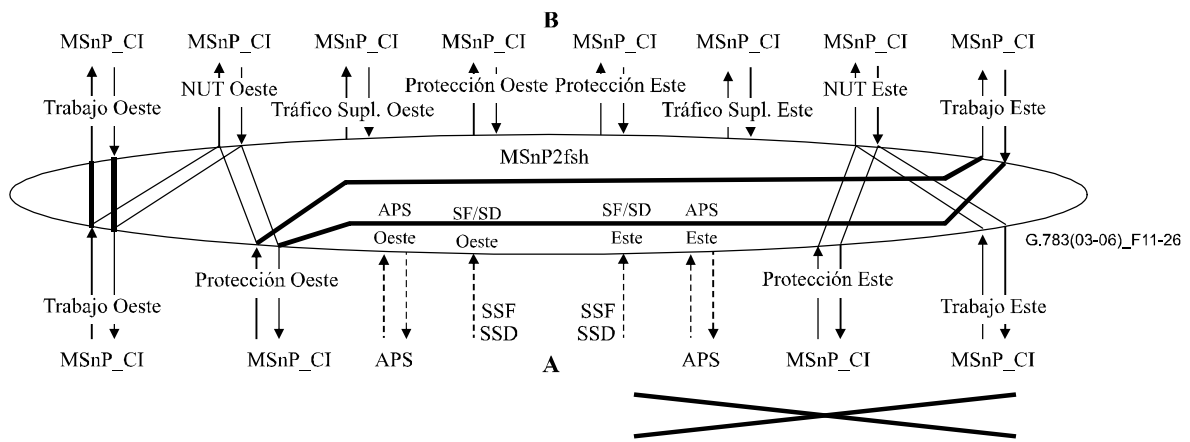 B
MSnP_CI MSnP_CI MSnP_CI MSnP_CI MSnP_CI MSnP_CI MSnP_CI MSnP_CI
Trabajo Oeste NUT Oeste Tráfico Supl. Oeste Protección Oeste Protección Este Tráfico Supl. Este NUT Este Trabajo Este
MSnP2fsh
APS Oeste SF/SD Oeste SF/SD Este APS Este
G.783(03-06)_F11-26
Trabajo Oeste Protección Oeste SSF SSD SSF SSD Protección Este Trabajo Este
MSnP_CI MSnP_CI APS A APS MSnP_CI MSnP_CI